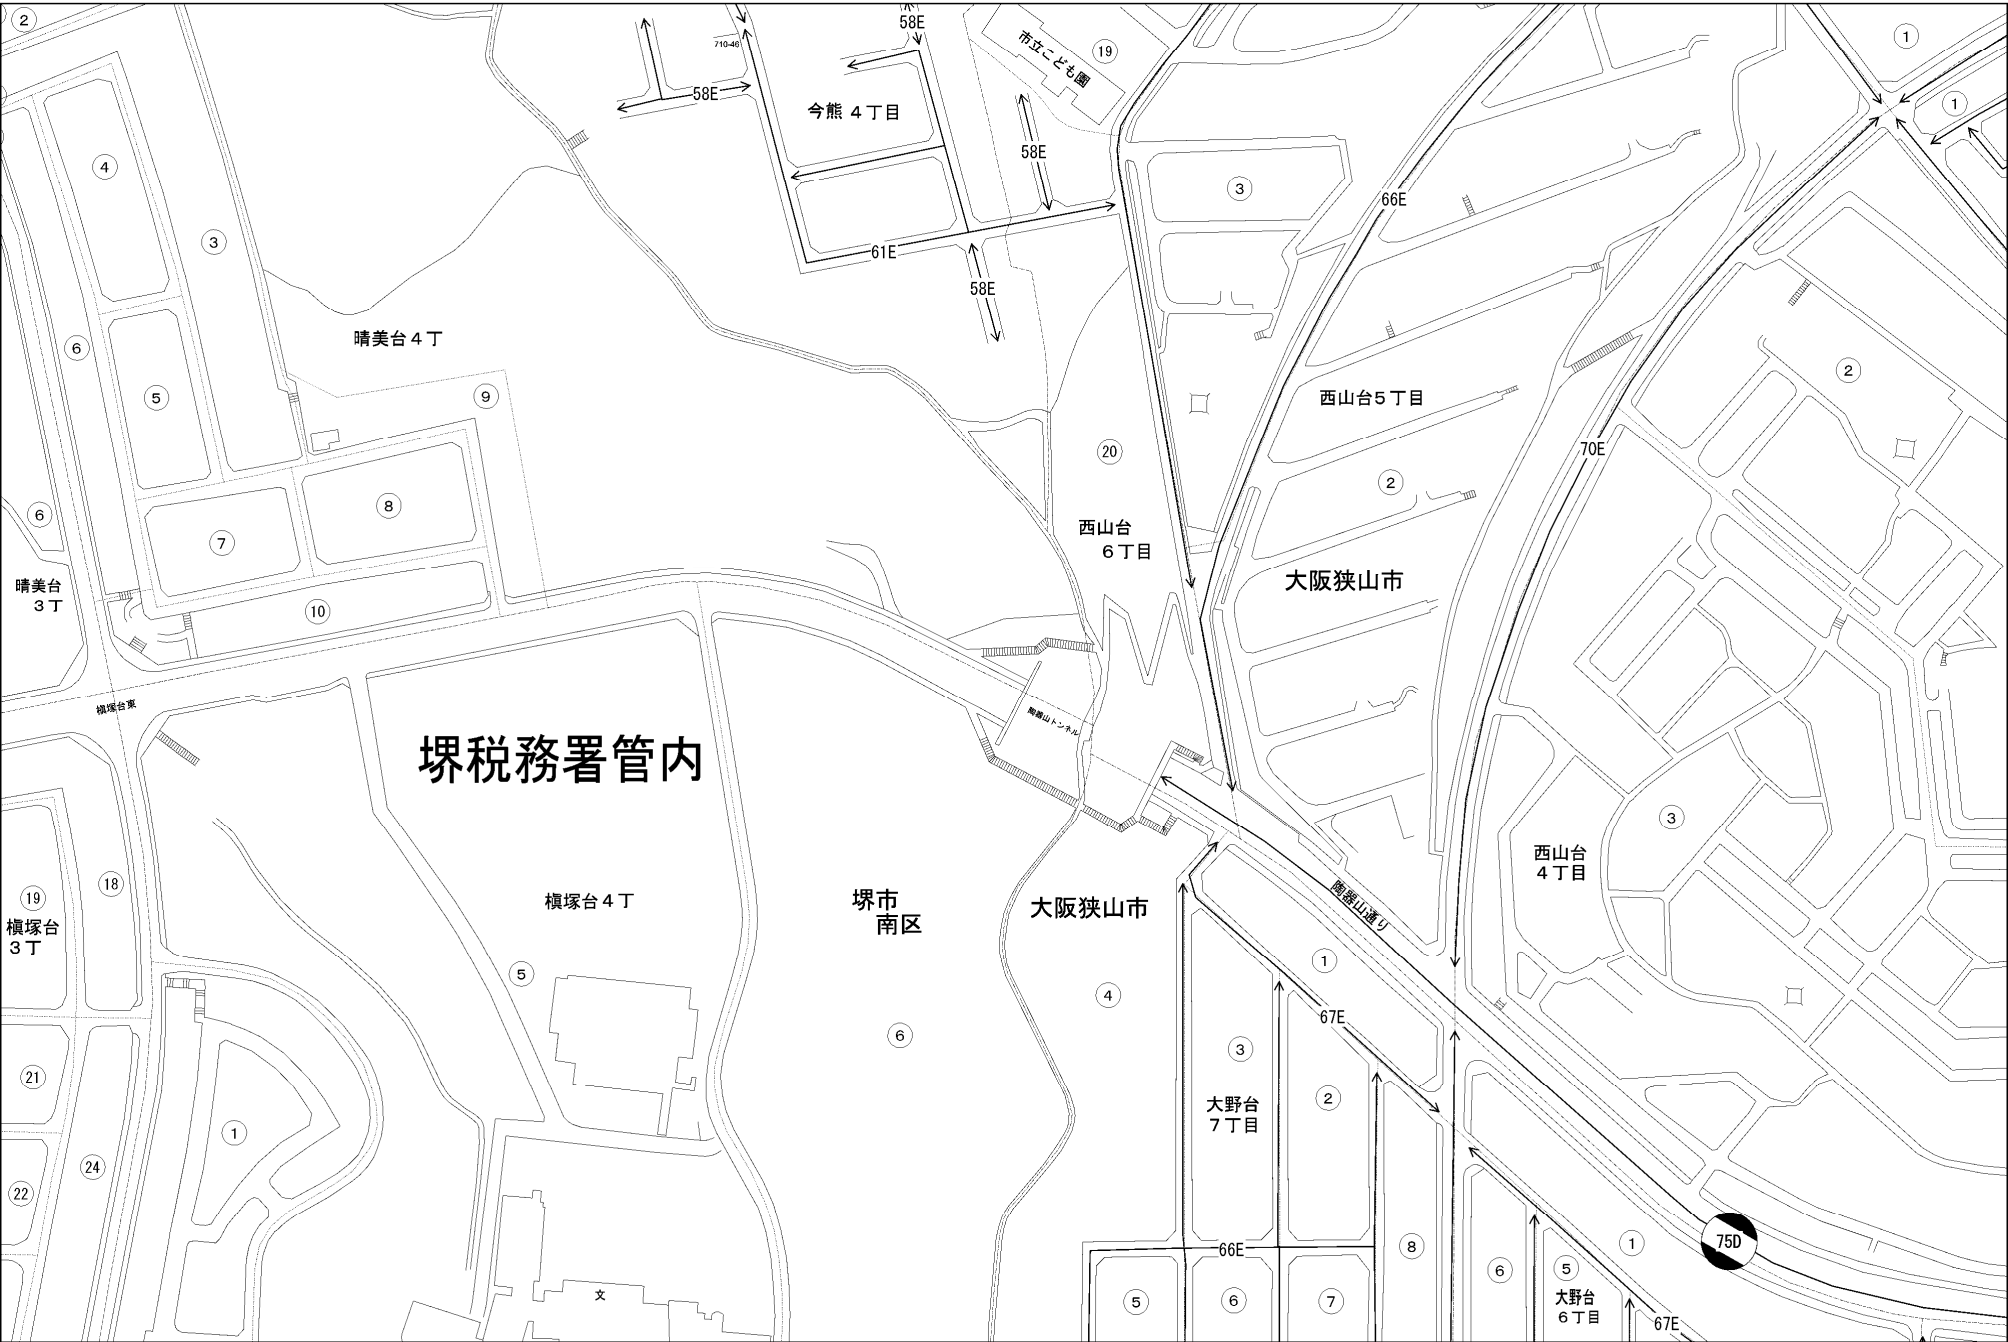 ②
58E
710-46
市立こども園
⑲
①
①
58E
今熊 4丁目
58E
④
③
③
66E
61E
58E
⑥
晴美台4丁
⑤
⑨
西山台5丁目
②
⑳
70E
②
⑥
⑧
⑦
西山台
6丁目
晴美台
3丁
⑩
大阪狭山市
槇塚台東
陶器山トンネル
堺税務署管内
③
西山台
4丁目
⑱
⑲
槇塚台
3丁
槇塚台4丁
堺市
南区
大阪狭山市
陶器山通り
⑤
①
④
67E
⑥
③
㉑
②
大野台
7丁目
①
㉔
㉒
75D
66E
⑧
①
⑥
⑤
文
⑤
⑥
⑦
大野台
6丁目
67E